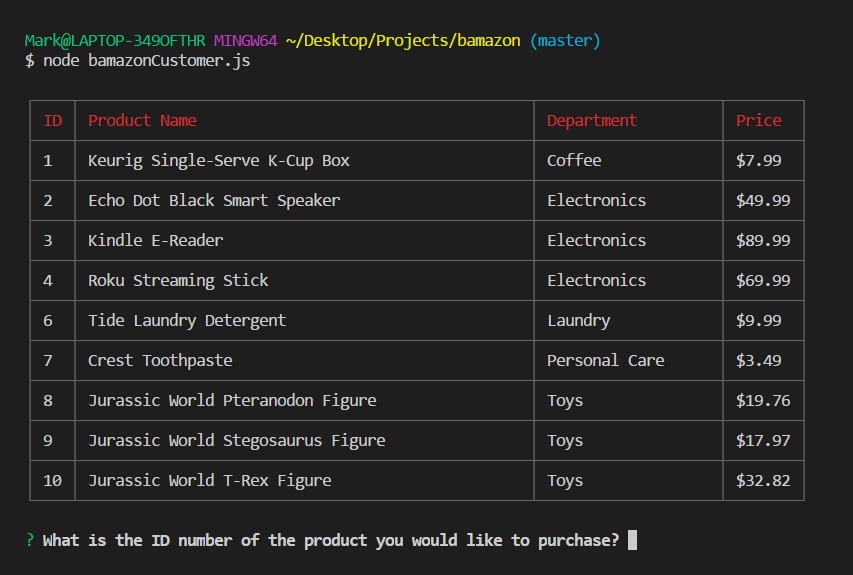 Mark@LAPTOP-349OFTHR MINGW64 ~/Desktop/Projects/bamazon (master)
$ node bamazonCustomer.js
ID Product Name Department Price
1 Keurig Single-Serve K-Cup Box Coffee $7.99
2 Echo Dot Black Smart Speaker Electronics $49.99
3 Kindle E-Reader Electronics $89.99
4 Roku Streaming Stick Electronics $69.99
6 Tide Laundry Detergent Laundry $9.99
7 Crest Toothpaste Personal Care $3.49
8 Jurassic World Pteranodon Figure Toys $19.76
9 Jurassic World Stegosaurus Figure Toys $17.97
10 Jurassic World T-Rex Figure Toys $32.82
? What is the ID number of the product you would like to purchase?